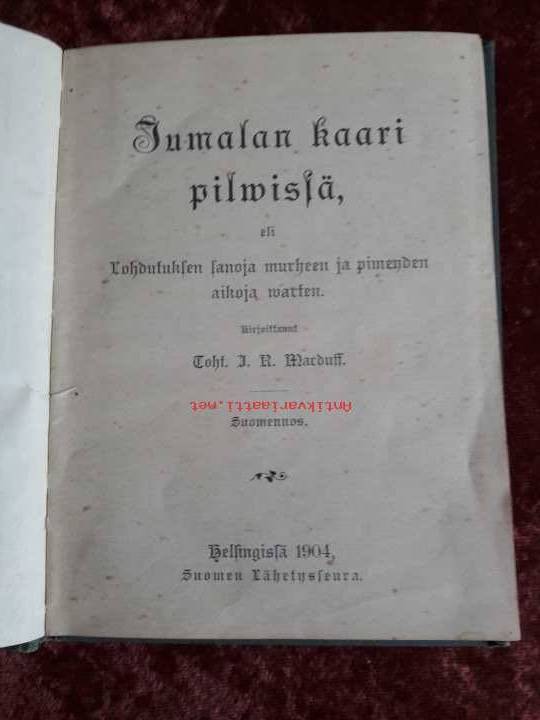 Jumalan kaari
pilwissä,
eli
Lohdutuksen sanoja murheen ja pimeyden
aikoja warten.
Kirjoittanut
Toht. J. R. Macduff.
Antikvariaatti.net
Suomennos.
Helsingissä 1904,
Suomen Lähetysseura.